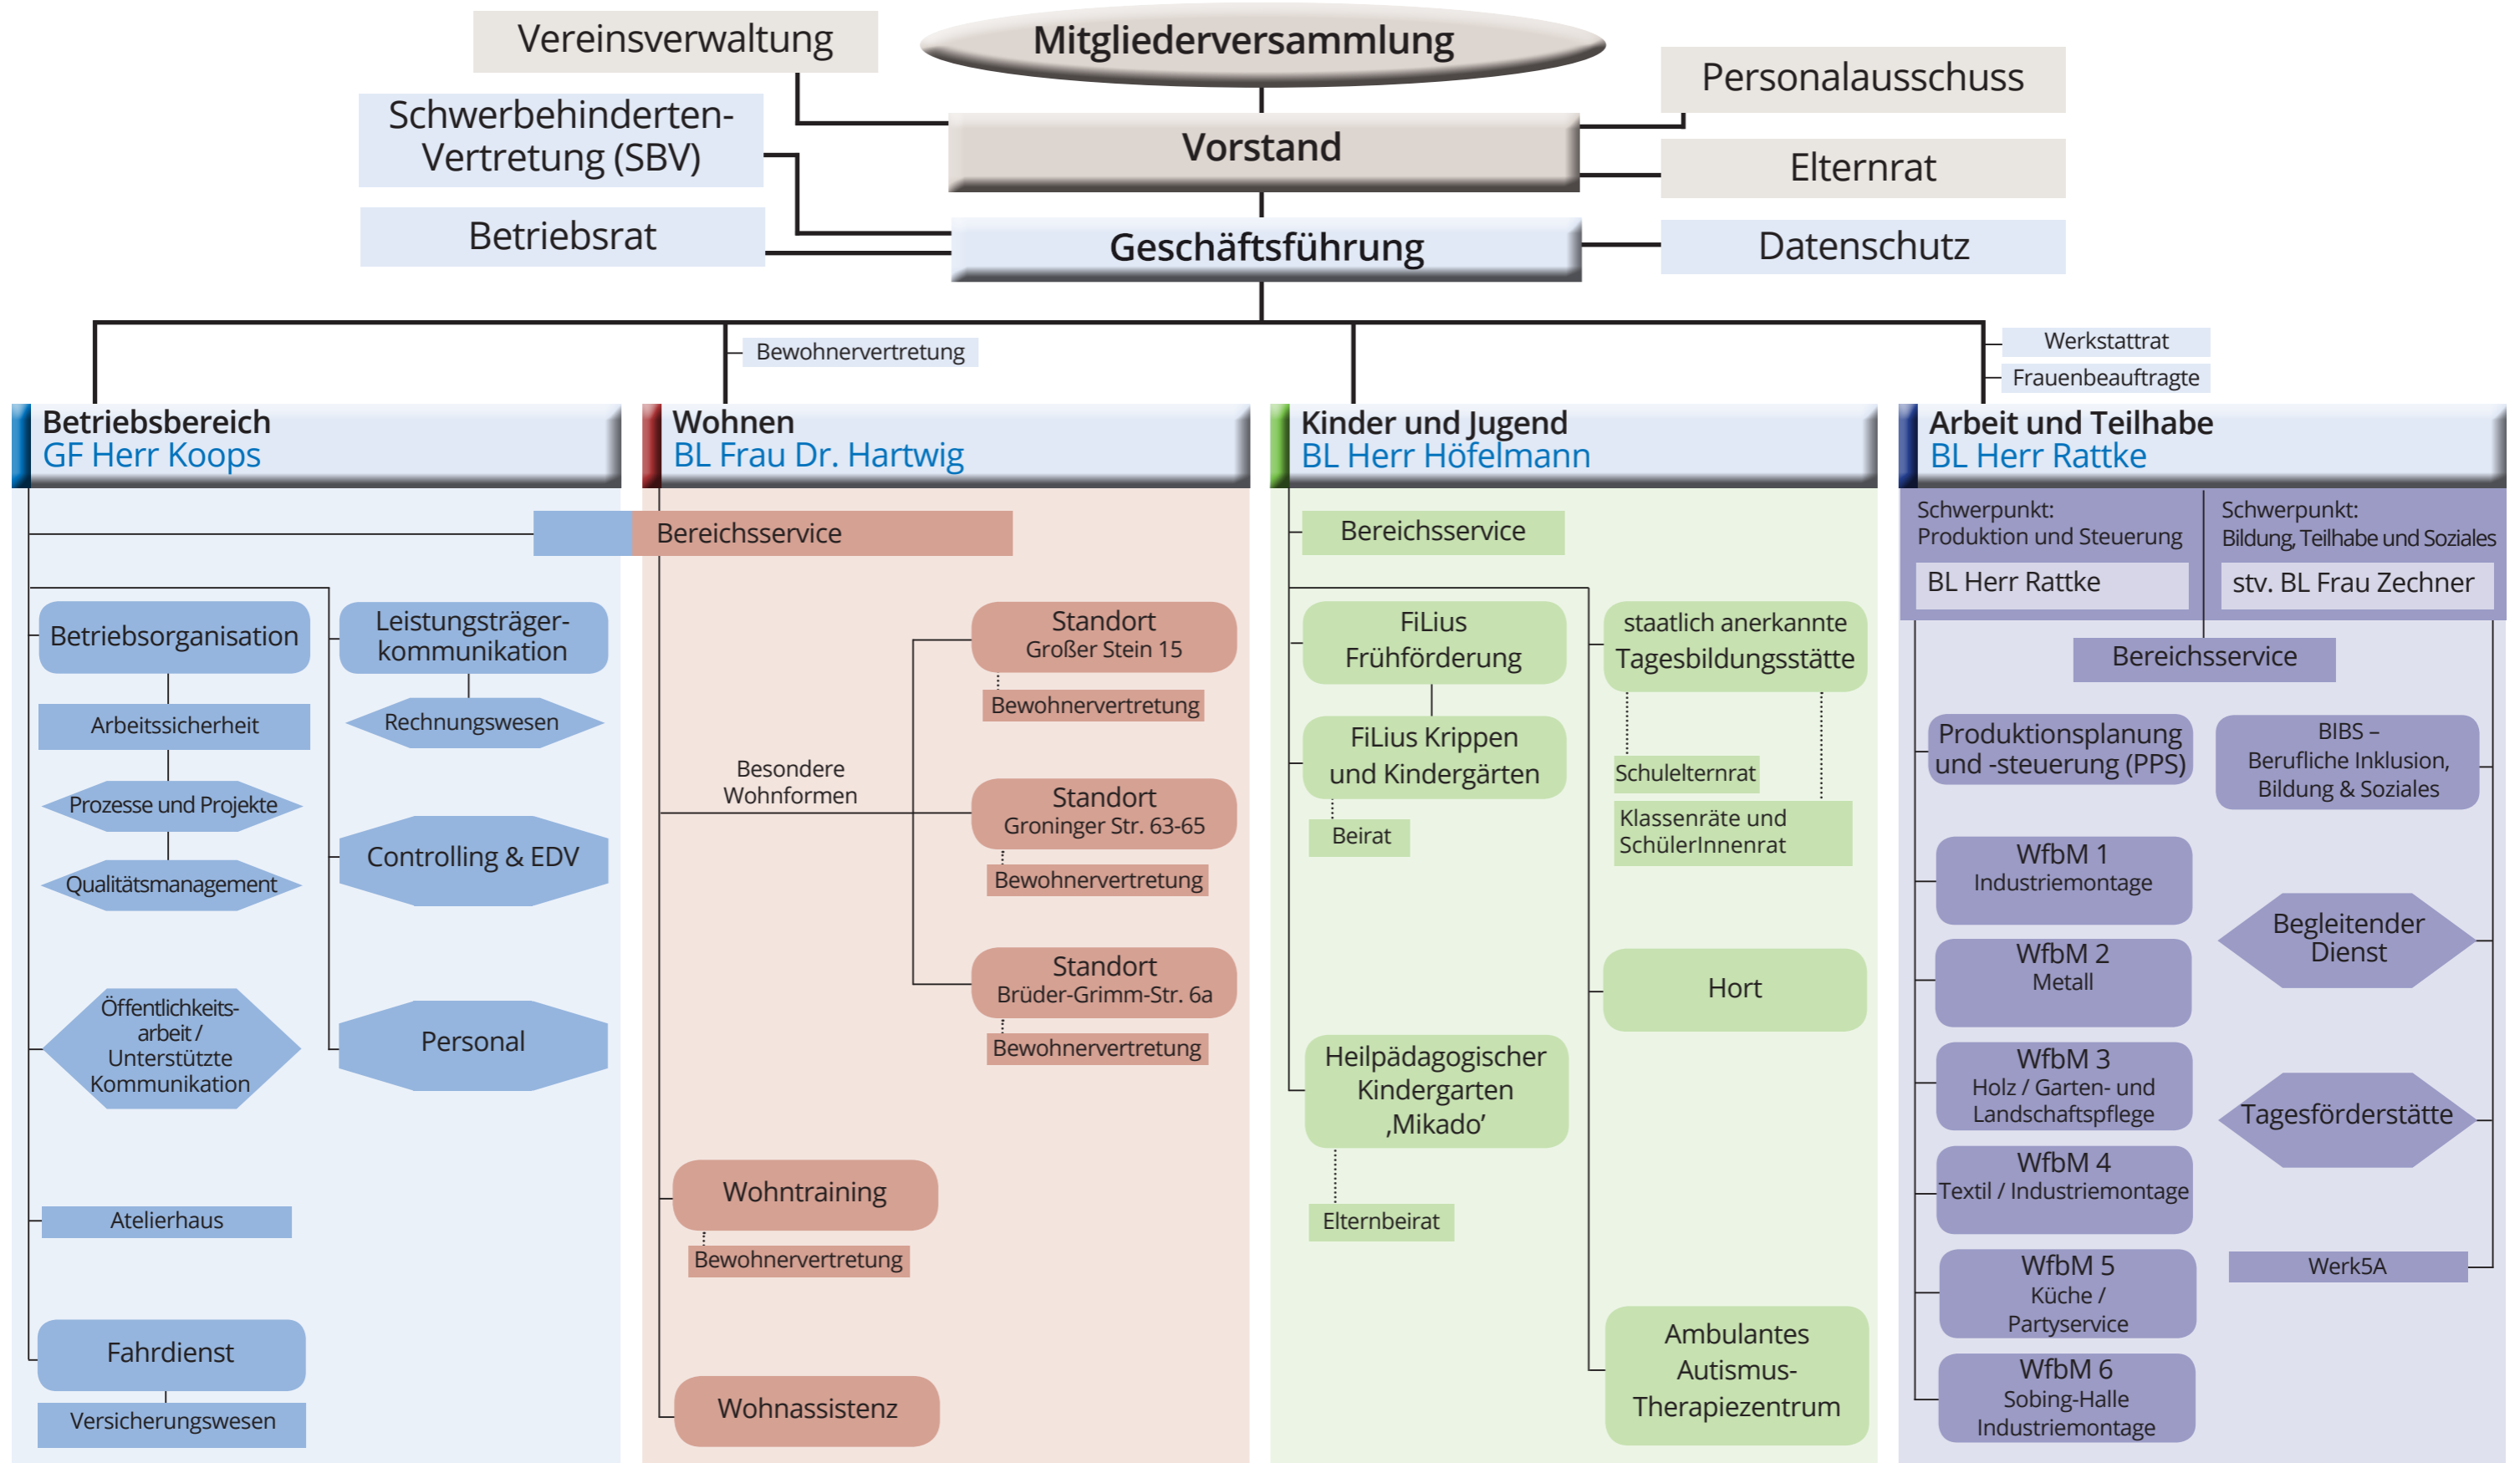 Vereinsverwaltung
Mitgliederversammlung
Personalausschuss
Schwerbehinderten-
Vertretung (SBV)
Vorstand
Elternrat
Betriebsrat
Geschäftsführung
Datenschutz
Bewohnervertretung
Werkstattrat
Frauenbeauftragte
Betriebsbereich
GF Herr Koops
Bereichsservice
Betriebsorganisation
Arbeitssicherheit
Prozesse und Projekte
Qualitätsmanagement
Öffentlichkeits-
arbeit /
Unterstützte
Kommunikation
Atelierhaus
Fahrdienst
Versicherungswesen
Leistungsträger-
kommunikation
Rechnungswesen
Controlling & EDV
Personal
Wohnen
BL Frau Dr. Hartwig
Besondere
Wohnformen
Standort
Großer Stein 15
Bewohnervertretung
Standort
Groninger Str. 63-65
Bewohnervertretung
Standort
Brüder-Grimm-Str. 6a
Bewohnervertretung
Wohntraining
Bewohnervertretung
Wohnassistenz
Kinder und Jugend
BL Herr Höfelmann
Bereichsservice
FiLius
Frühförderung
FiLius Krippen
und Kindergärten
Beirat
Heilpädagogischer
Kindergarten
‚Mikado’
Elternbeirat
staatlich anerkannte
Tagesbildungsstätte
Schulelternrat
Klassenräte und
SchülerInnenrat
Hort
Ambulantes
Autismus-
Therapiezentrum
Arbeit und Teilhabe
BL Herr Rattke
Schwerpunkt:
Produktion und Steuerung
BL Herr Rattke
Schwerpunkt:
Bildung, Teilhabe und Soziales
stv. BL Frau Zechner
Bereichsservice
Produktionsplanung
und -steuerung (PPS)
WfbM 1
Industriemontage
WfbM 2
Metall
WfbM 3
Holz / Garten- und
Landschaftspflege
WfbM 4
Textil / Industriemontage
WfbM 5
Küche /
Partyservice
WfbM 6
Sobing-Halle
Industriemontage
BIBS –
Berufliche Inklusion,
Bildung & Soziales
Begleitender
Dienst
Tagesförderstätte
Werk5A